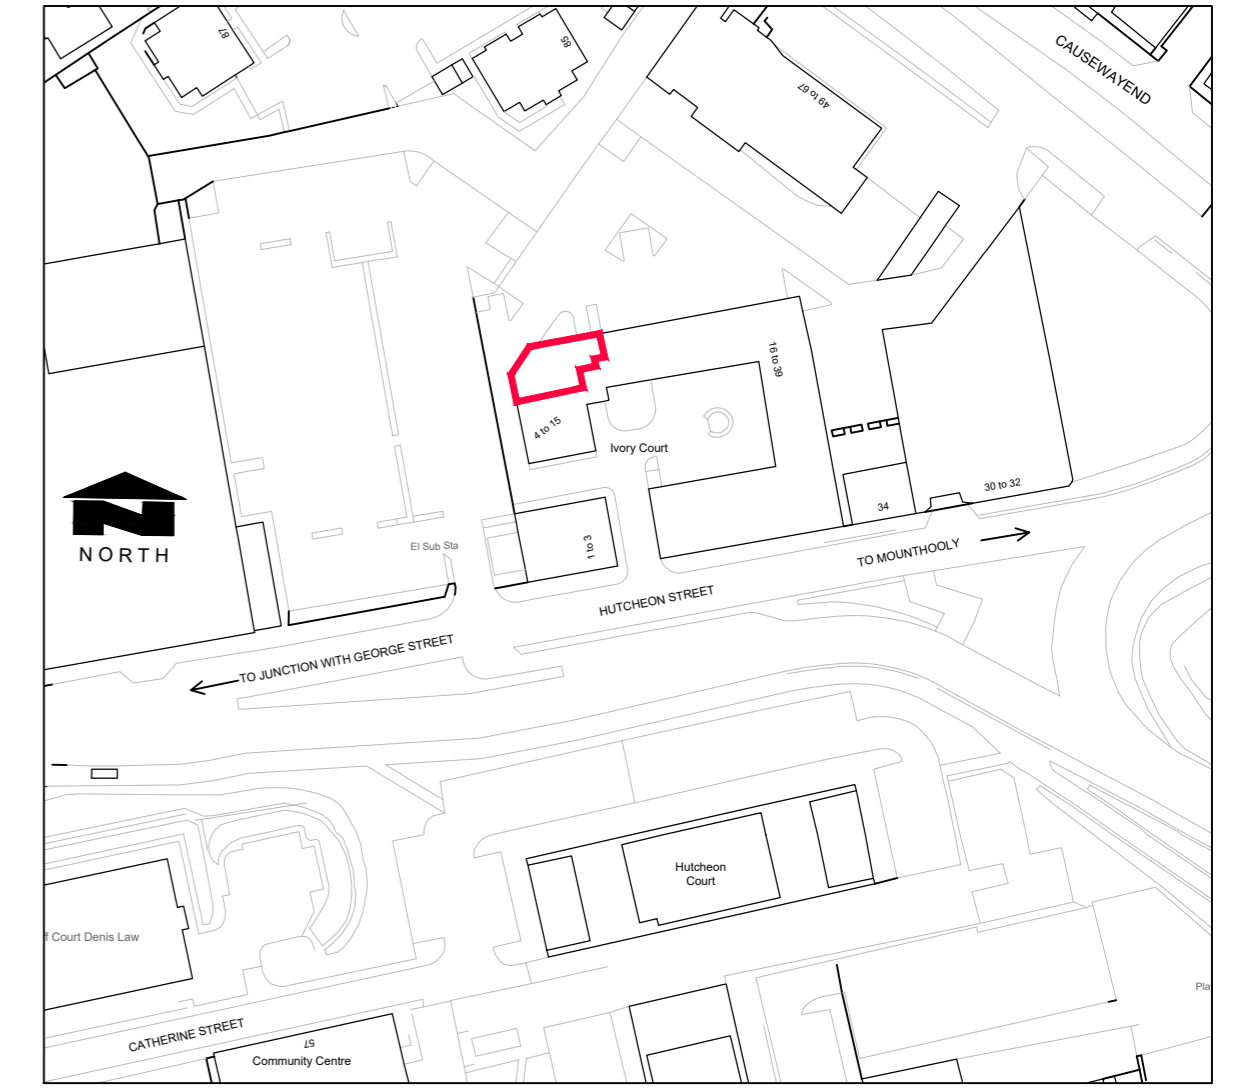 87
85
49 to 67
CAUSEWAYEND
16 to 39
4 to 15
Ivory Court
30 to 32
34
NORTH
El Sub Sta
1 to 3
TO MOUNTHOOLY
HUTCHEON STREET
TO JUNCTION WITH GEORGE STREET
Hutcheon
Court
f Court Denis Law
Pla
CATHERINE STREET
57
Community Centre